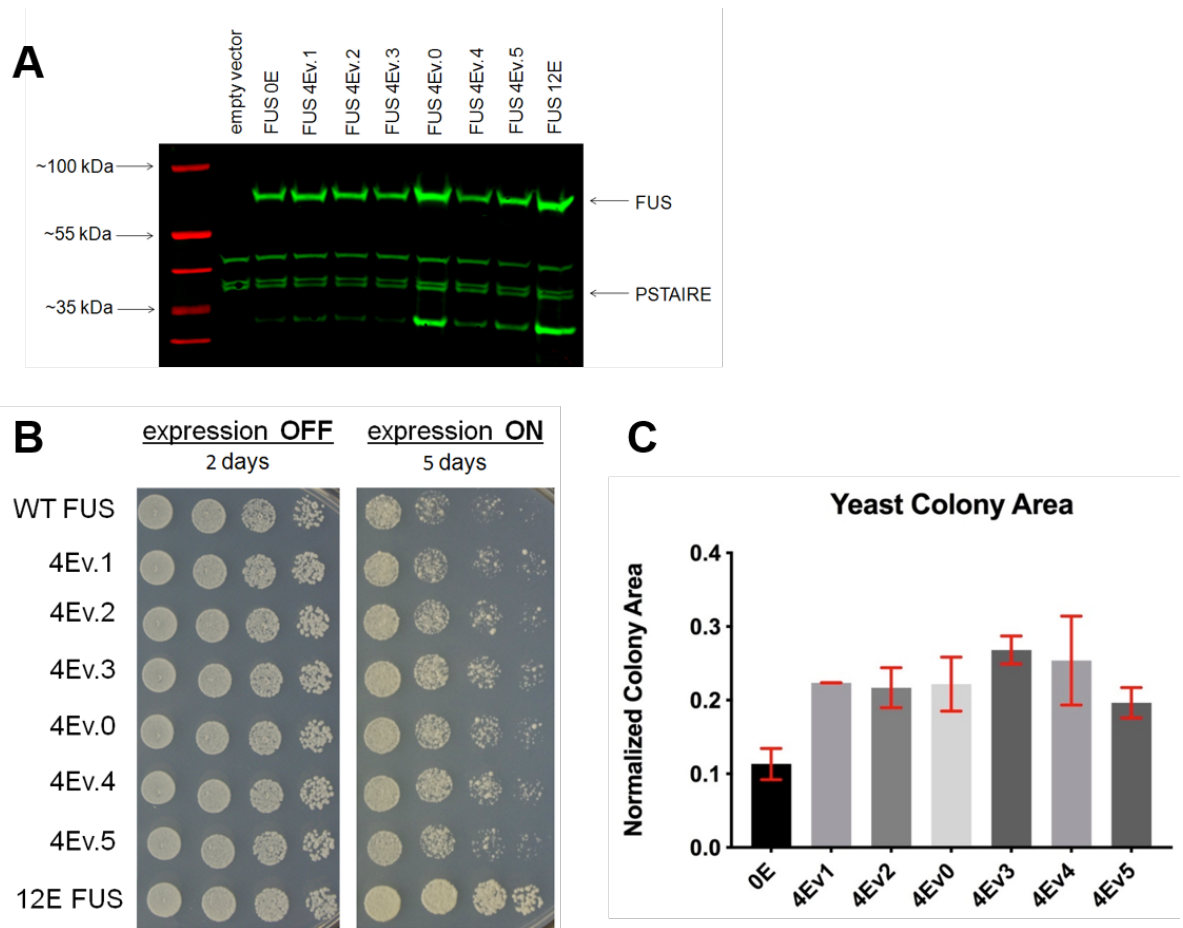 A
empty vector
FUS 0E
FUS 4Ev.1
FUS 4Ev.2
FUS 4Ev.3
FUS 4Ev.0
FUS 4Ev.4
FUS 4Ev.5
FUS 12E
~100 kDa
~55 kDa
~35 kDa
FUS
PSTAIRE
B
expression OFF
2 days
expression ON
5 days
WT FUS
4Ev.1
4Ev.2
4Ev.3
4Ev.0
4Ev.4
4Ev.5
12E FUS
C
Yeast Colony Area
Normalized Colony Area
0.4
0.3
0.2
0.1
0.0
0E
4Ev1
4Ev2
4Ev0
4Ev3
4Ev4
4Ev5